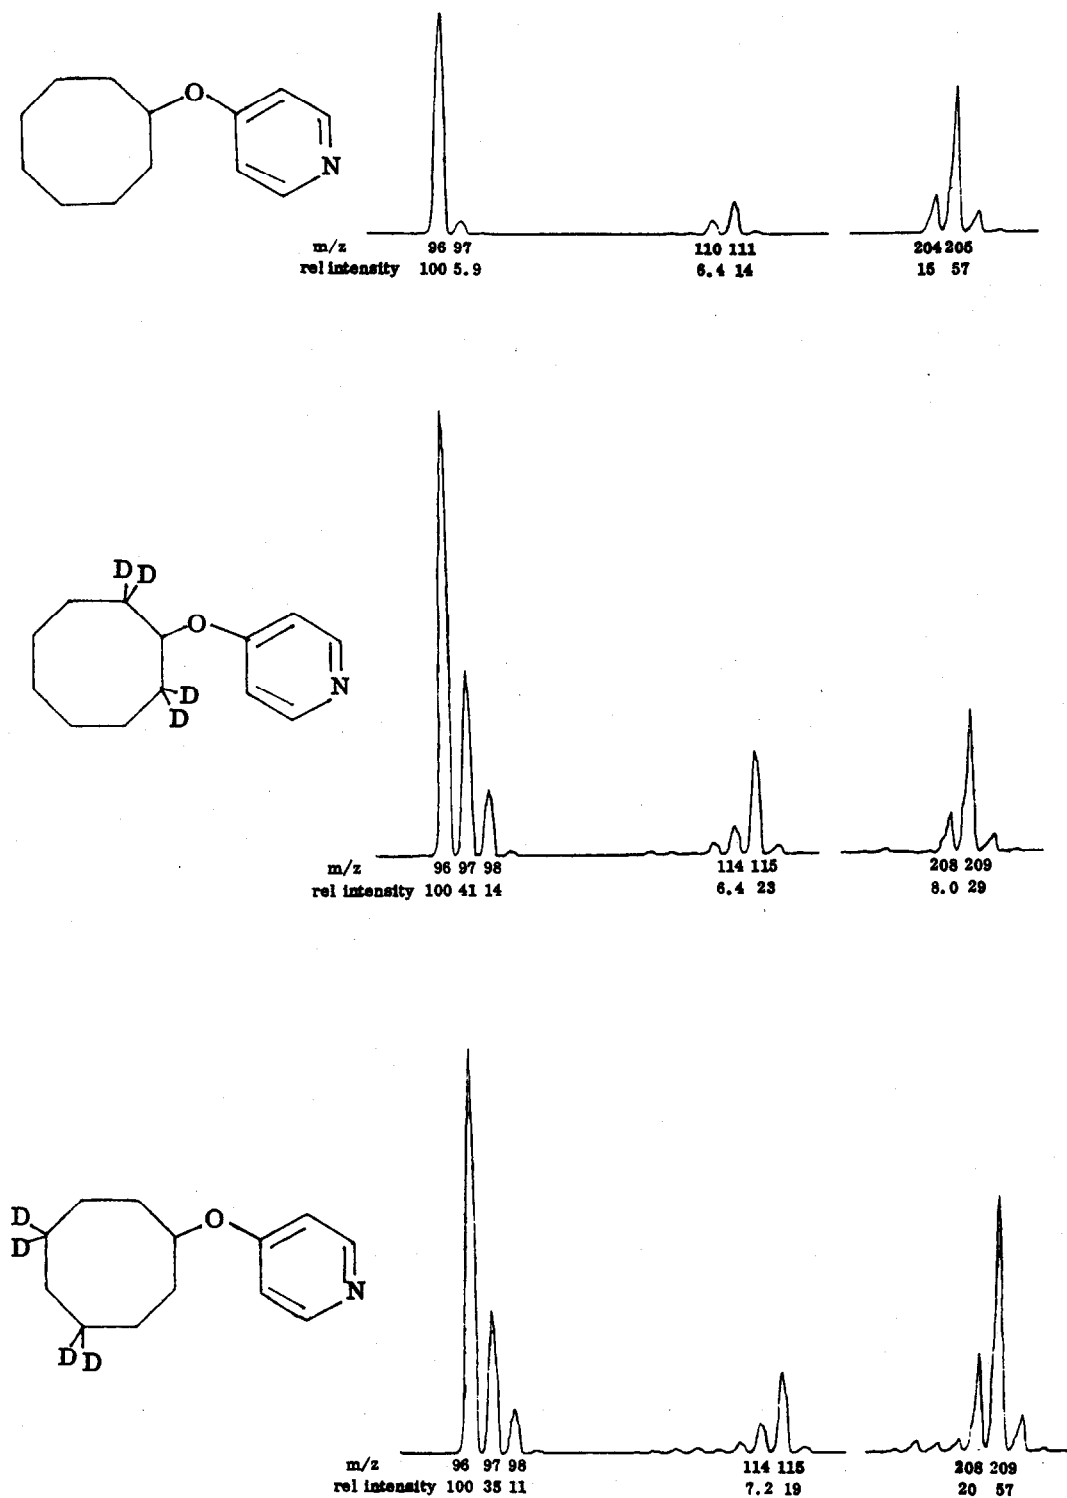 O
N
m/z 96 97 110 111 204 205
rel intensity 100 5.9 6.4 14 15 57
D D
O
N
D
D
m/z 96 97 98 114 115 208 209
rel intensity 100 41 14 6.4 23 8.0 29
D
D
O
N
D D
m/z 96 97 98 114 115 208 209
rel intensity 100 35 11 7.2 19 20 57